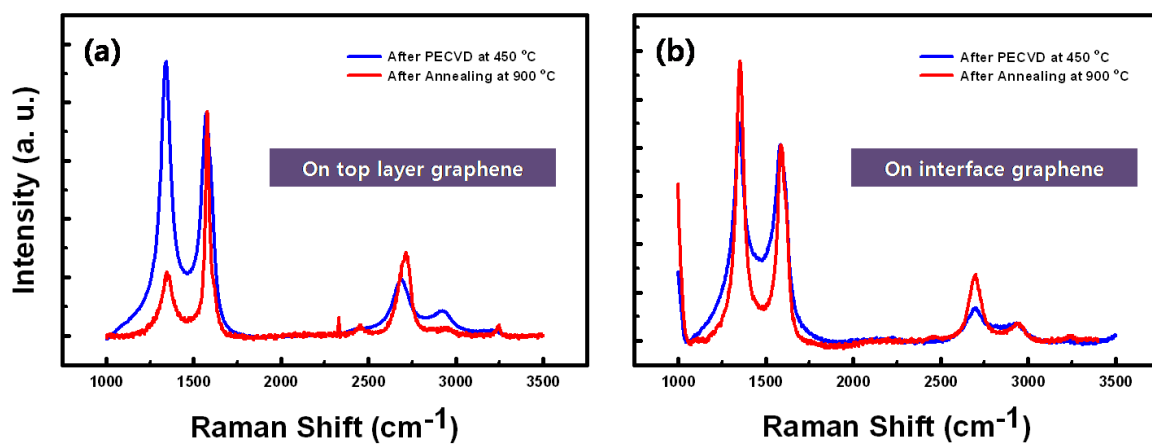 (a)
After PECVD at 450 °C
After Annealing at 900 °C
On top layer graphene
Intensity (a. u.)
1000 1500 2000 2500 3000 3500
Raman Shift (cm⁻¹)
(b)
After PECVD at 450 °C
After Annealing at 900 °C
On interface graphene
1000 1500 2000 2500 3000 3500
Raman Shift (cm⁻¹)